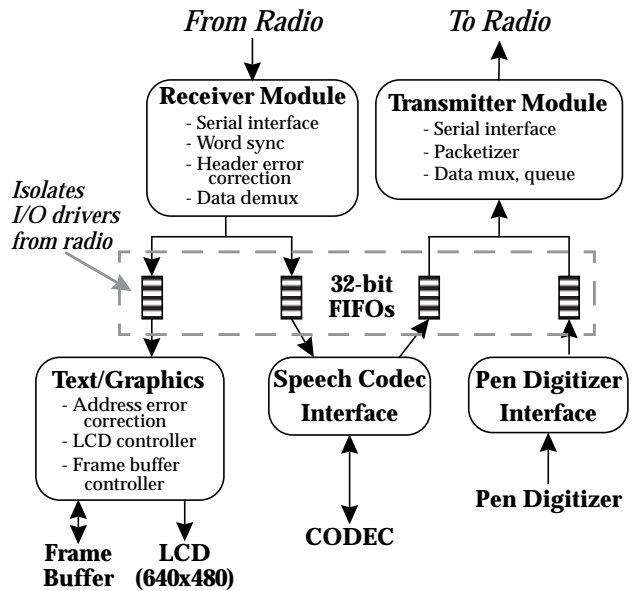 From Radio
To Radio
Receiver Module
- Serial interface
- Word sync
- Header error
correction
- Data demux
Transmitter Module
- Serial interface
- Packetizer
- Data mux, queue
Isolates
I/O drivers
from radio
32-bit
FIFOs
Text/Graphics
- Address error
correction
- LCD controller
- Frame buffer
controller
Speech Codec
Interface
Pen Digitizer
Interface
Frame
Buffer
LCD
(640x480)
CODEC
Pen Digitizer